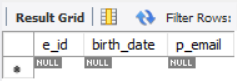 Result Grid Filter Rows:
e_id birth_date p_email
NULL NULL NULL